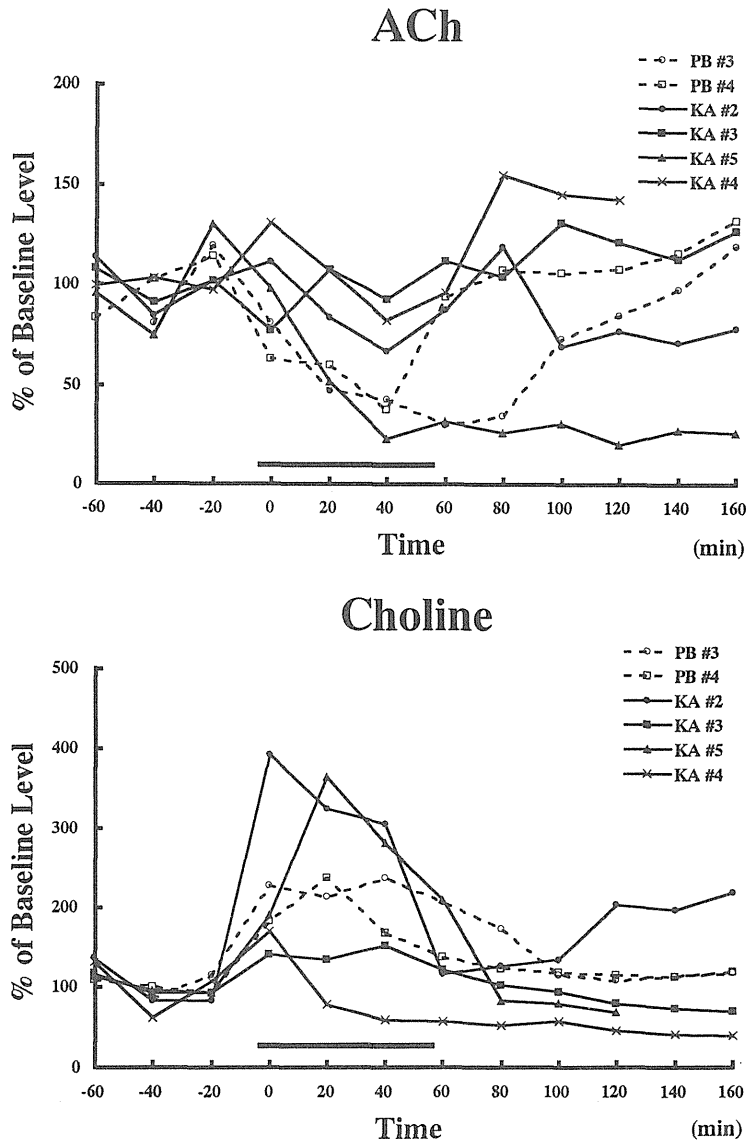 ACh
200
150
100
50
0
% of Baseline Level
PB #3
PB #4
KA #2
KA #3
KA #5
KA #4
-60 -40 -20 0 20 40 60 80 100 120 140 160
Time (min)
Choline
500
400
300
200
100
0
% of Baseline Level
PB #3
PB #4
KA #2
KA #3
KA #5
KA #4
-60 -40 -20 0 20 40 60 80 100 120 140 160
Time (min)